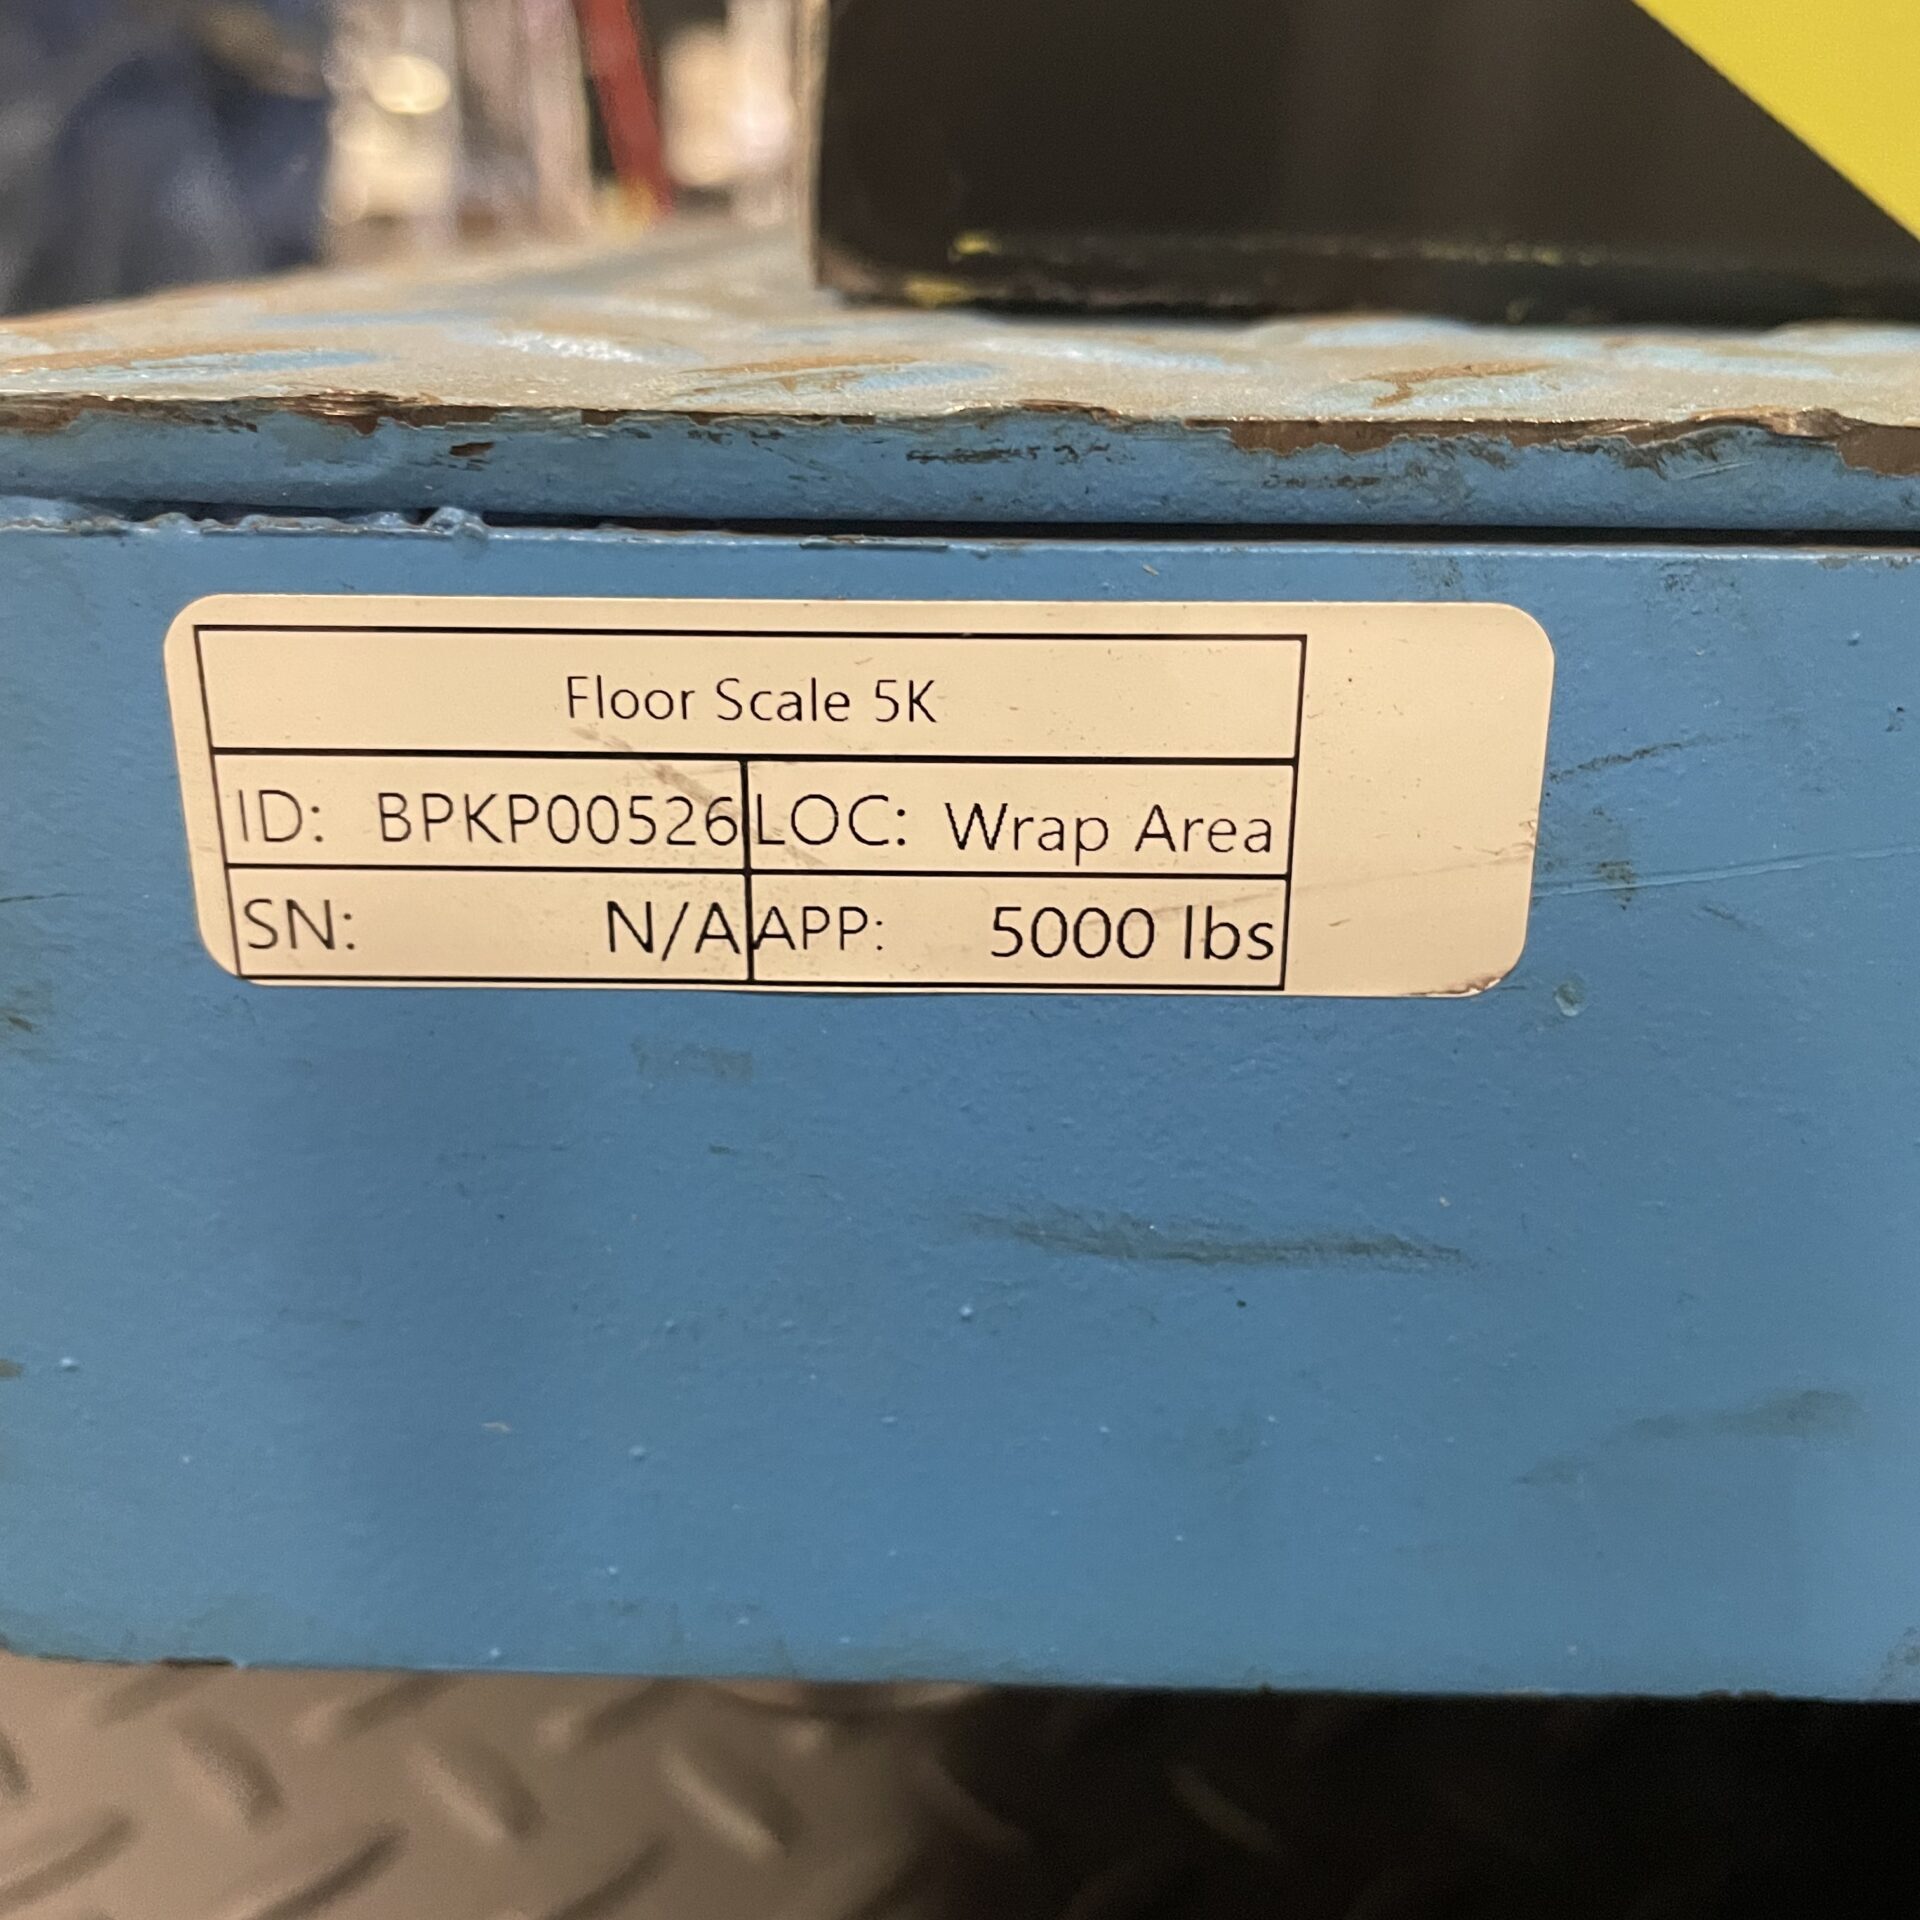 Floor Scale 5K
ID: BPKP00526 LOC: Wrap Area
SN: N/A APP: 5000 lbs